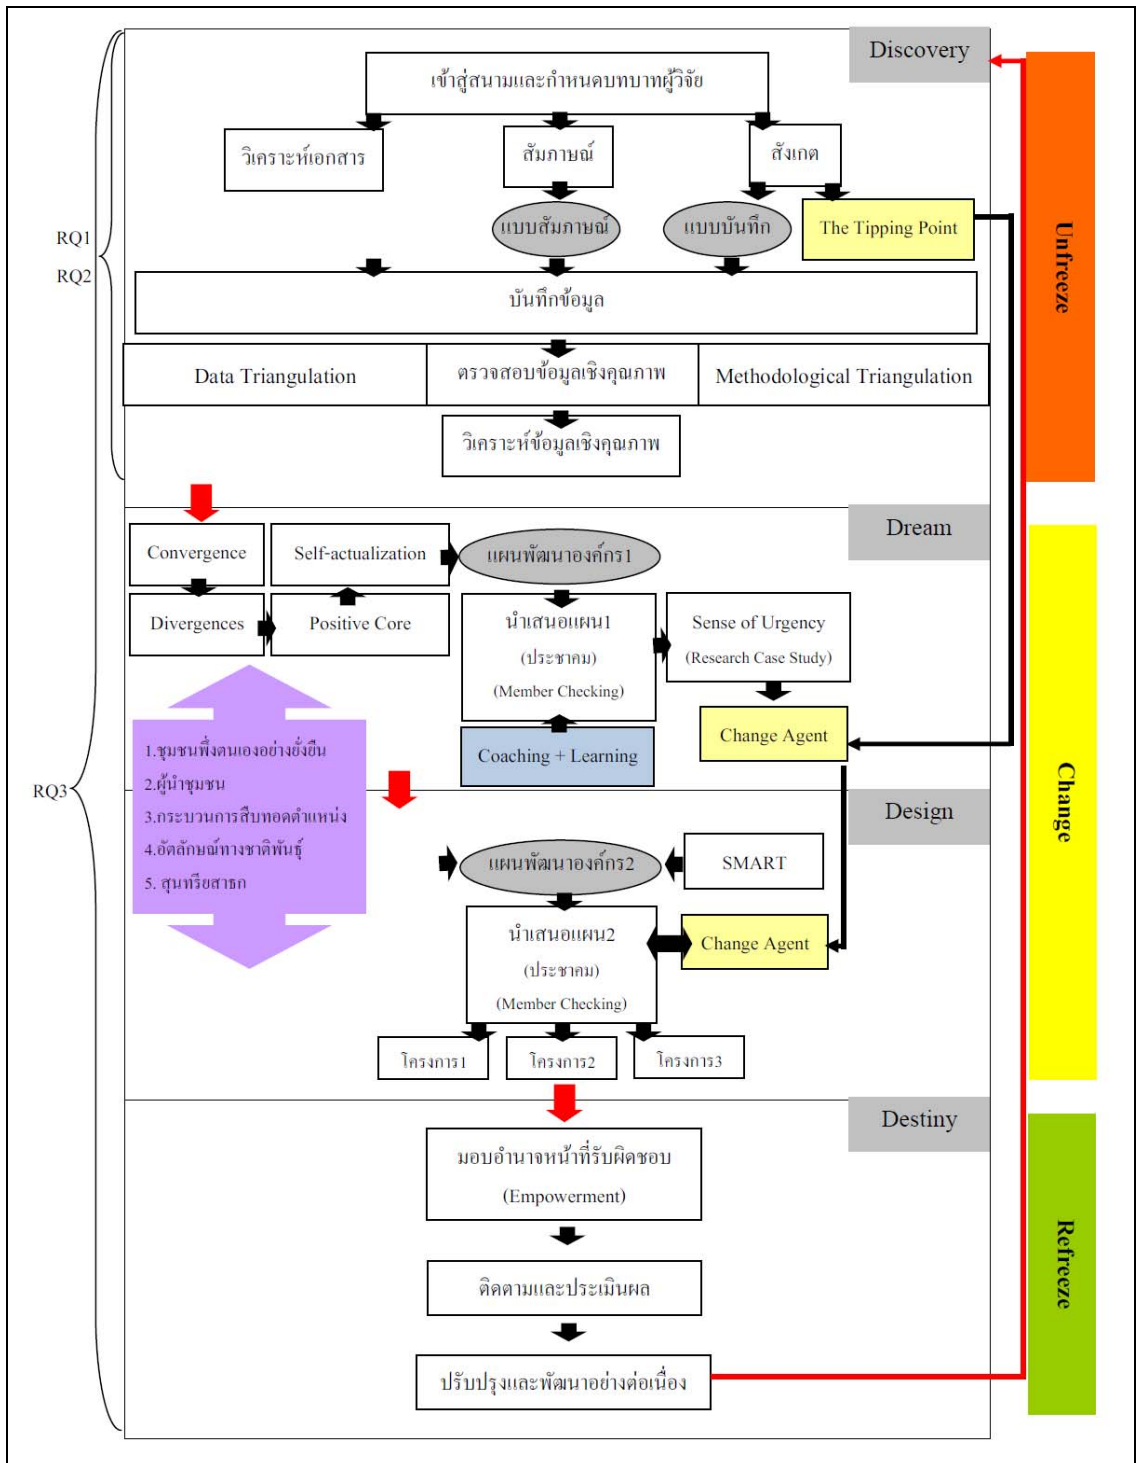 Discovery
เข้าสู่สนามและกำหนดบทบาทผู้วิจัย
วิเคราะห์เอกสาร
สัมภาษณ์
สังเกต
แบบสัมภาษณ์
แบบบันทึก
The Tipping Point
RQ1
RQ2
บันทึกข้อมูล
Data Triangulation
ตรวจสอบข้อมูลเชิงคุณภาพ
Methodological Triangulation
วิเคราะห์ข้อมูลเชิงคุณภาพ
Unfreeze
Dream
Convergence
Self-actualization
แผนพัฒนาองค์กร1
Divergences
Positive Core
นำเสนอแผน1
(ประชาคม)
(Member Checking)
Sense of Urgency
(Research Case Study)
Change Agent
Coaching + Learning
1.ชุมชนพึ่งตนเองอย่างยั่งยืน
2.ผู้นำชุมชน
3.กระบวนการสืบทอดตำแหน่ง
4.อัตลักษณ์ทางชาติพันธุ์
5. สุนทรียสาธก
RQ3
Change
Design
แผนพัฒนาองค์กร2
SMART
นำเสนอแผน2
(ประชาคม)
(Member Checking)
Change Agent
โครงการ1
โครงการ2
โครงการ3
Destiny
มอบอำนาจหน้าที่รับผิดชอบ
(Empowerment)
ติดตามและประเมินผล
ปรับปรุงและพัฒนาอย่างต่อเนื่อง
Refreeze